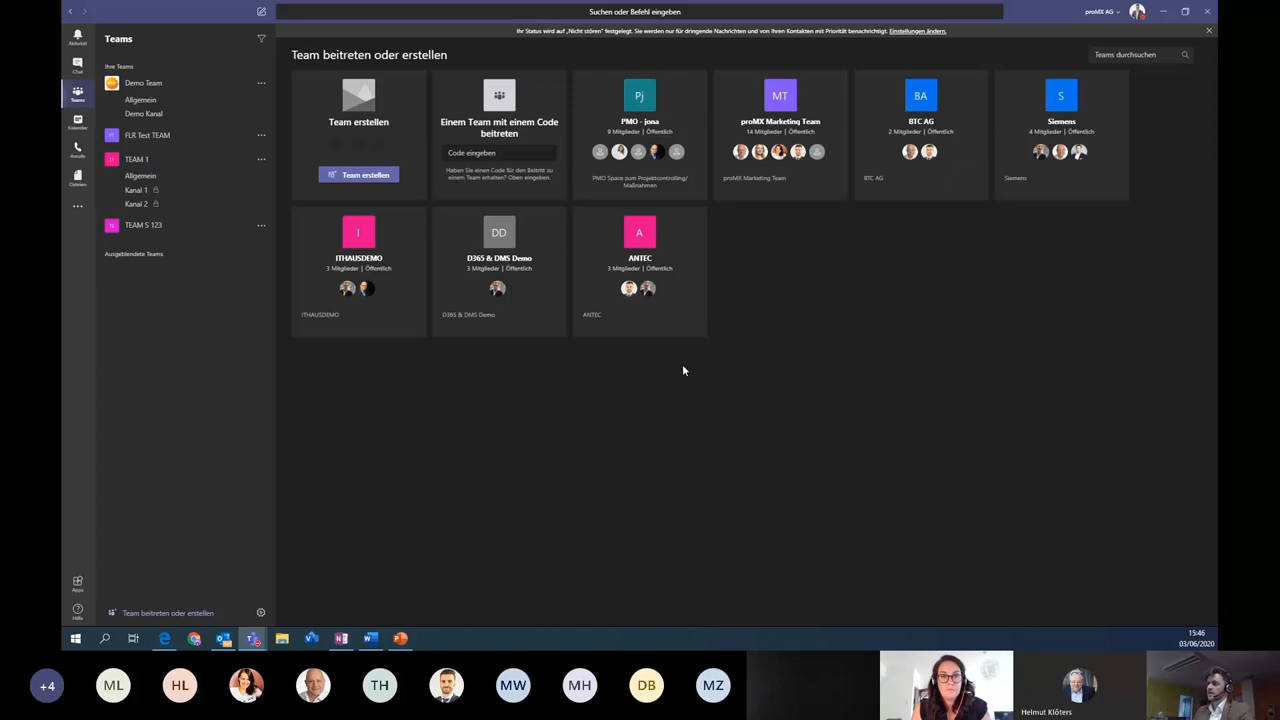 Suchen oder Befehl eingeben
proMX AG
Ihr Status wird auf „Nicht stören" festgelegt. Sie werden nur für dringende Nachrichten und von Ihren Kontakten mit Priorität benachrichtigt. Einstellungen ändern.
Aktivität
Chat
Teams
Kalender
Anrufe
Dateien
Apps
Hilfe
Teams
Ihre Teams
Demo Team
Allgemein
Demo Kanal
FLR Test TEAM
TEAM 1
Allgemein
Kanal 1
Kanal 2
TEAM S 123
Ausgeblendete Teams
Team beitreten oder erstellen
Team beitreten oder erstellen
Teams durchsuchen
Team erstellen
Team erstellen
Einem Team mit einem Code
beitreten
Code eingeben
Haben Sie einen Code für den Beitritt zu
einem Team erhalten? Oben eingeben.
Pj
PMO - jona
9 Mitglieder | Öffentlich
PMO Space zum Projektcontrolling/
Maßnahmen
MT
proMX Marketing Team
14 Mitglieder | Öffentlich
proMX Marketing Team
BA
BTC AG
2 Mitglieder | Öffentlich
BTC AG
S
Siemens
4 Mitglieder | Öffentlich
Siemens
I
ITHAUSDEMO
3 Mitglieder | Öffentlich
ITHAUSDEMO
DD
D365 & DMS Demo
3 Mitglieder | Öffentlich
D365 & DMS Demo
A
ANTEC
3 Mitglieder | Öffentlich
ANTEC
15:46
03/06/2020
+4
ML
HL
TH
MW
MH
DB
MZ
Helmut Klöters